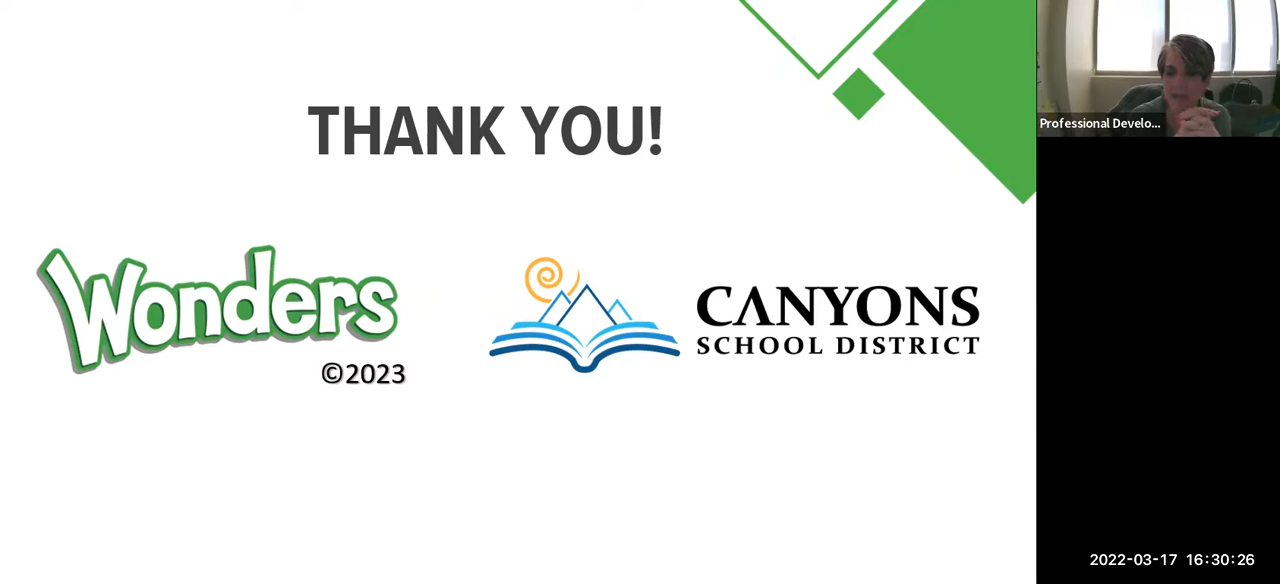 THANK YOU!
Wonders
©2023
CANYONS
SCHOOL DISTRICT
Professional Develo...
2022-03-17 16:30:26